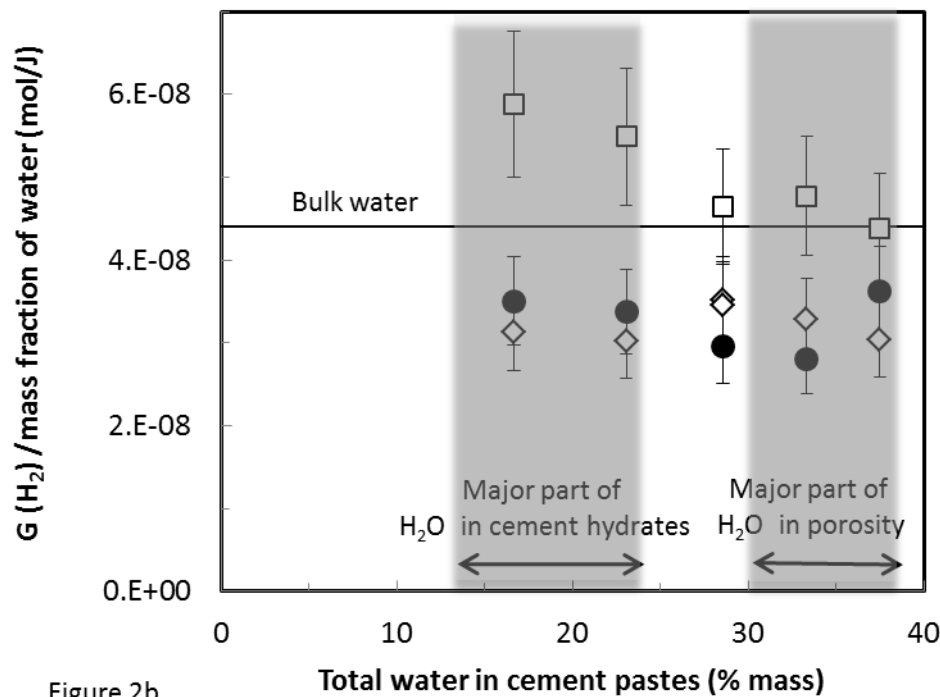 G (H₂) /mass fraction of water (mol/J)
6.E-08
4.E-08
2.E-08
0.E+00
Bulk water
Major part of
H₂O in cement hydrates
Major part of
H₂O in porosity
0 10 20 30 40
Total water in cement pastes (% mass)
Figure 2b